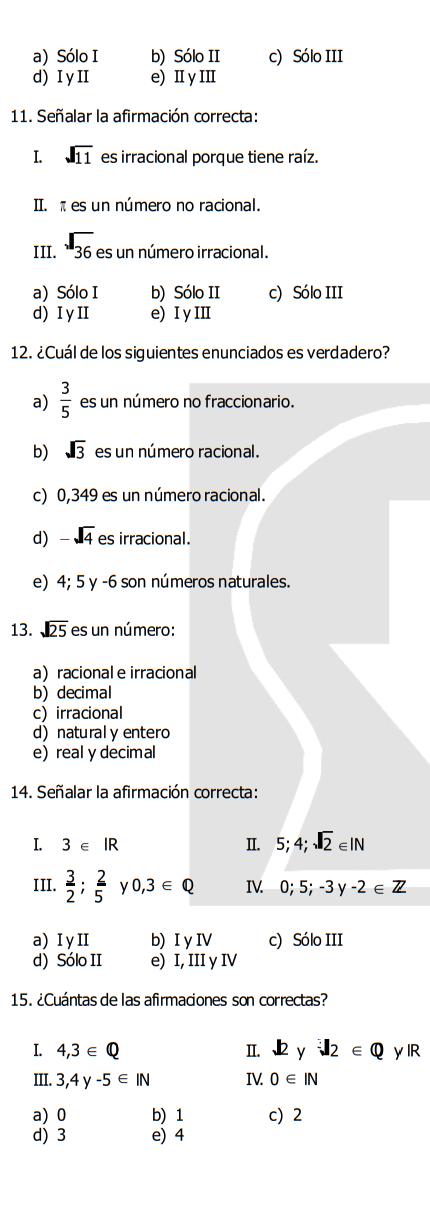 a) Sólo I b) Sólo II c) Sólo III
d) I y II e) II y III
11. Señalar la afirmación correcta:
I. √11 es irracional porque tiene raíz.
II. π es un número no racional.
III. √36 es un número irracional.
a) Sólo I b) Sólo II c) Sólo III
d) I y II e) I y III
12. ¿Cuál de los siguientes enunciados es verdadero?
a) 3/5 es un número no fraccionario.
b) √3 es un número racional.
c) 0,349 es un número racional.
d) -√4 es irracional.
e) 4; 5 y -6 son números naturales.
13. √25 es un número:
a) racional e irracional
b) decimal
c) irracional
d) natural y entero
e) real y decimal
14. Señalar la afirmación correcta:
I. 3 ∈ IR II. 5; 4; √2 ∈ IN
III. 3/2 ; 2/5 y 0,3 ∈ Q IV. 0; 5; -3 y -2 ∈ Z
a) I y II b) I y IV c) Sólo III
d) Sólo II e) I, III y IV
15. ¿Cuántas de las afirmaciones son correctas?
I. 4,3 ∈ Q II. √2 y ∛2 ∈ Q y IR
III. 3,4 y -5 ∈ IN IV. 0 ∈ IN
a) 0 b) 1 c) 2
d) 3 e) 4